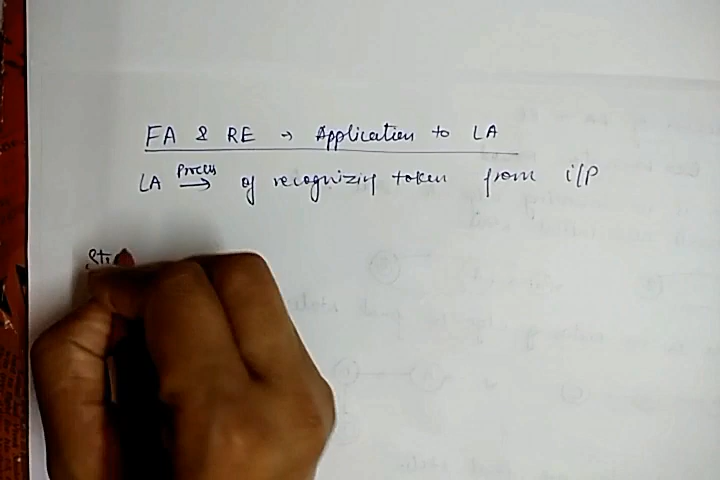 FA & RE → Application to LA
LA Process → of recognizing token from i/p